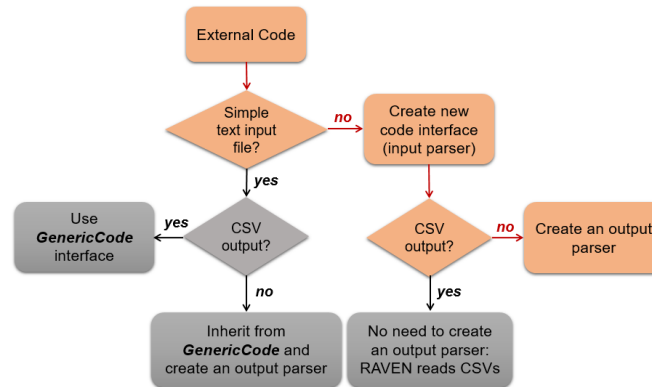 External Code
Simple
text input
file?
no
Create new
code interface
(input parser)
yes
Use
GenericCode
interface
yes
CSV
output?
CSV
output?
no
Create an output
parser
no
yes
Inherit from
GenericCode and
create an output parser
No need to create
an output parser:
RAVEN reads CSVs